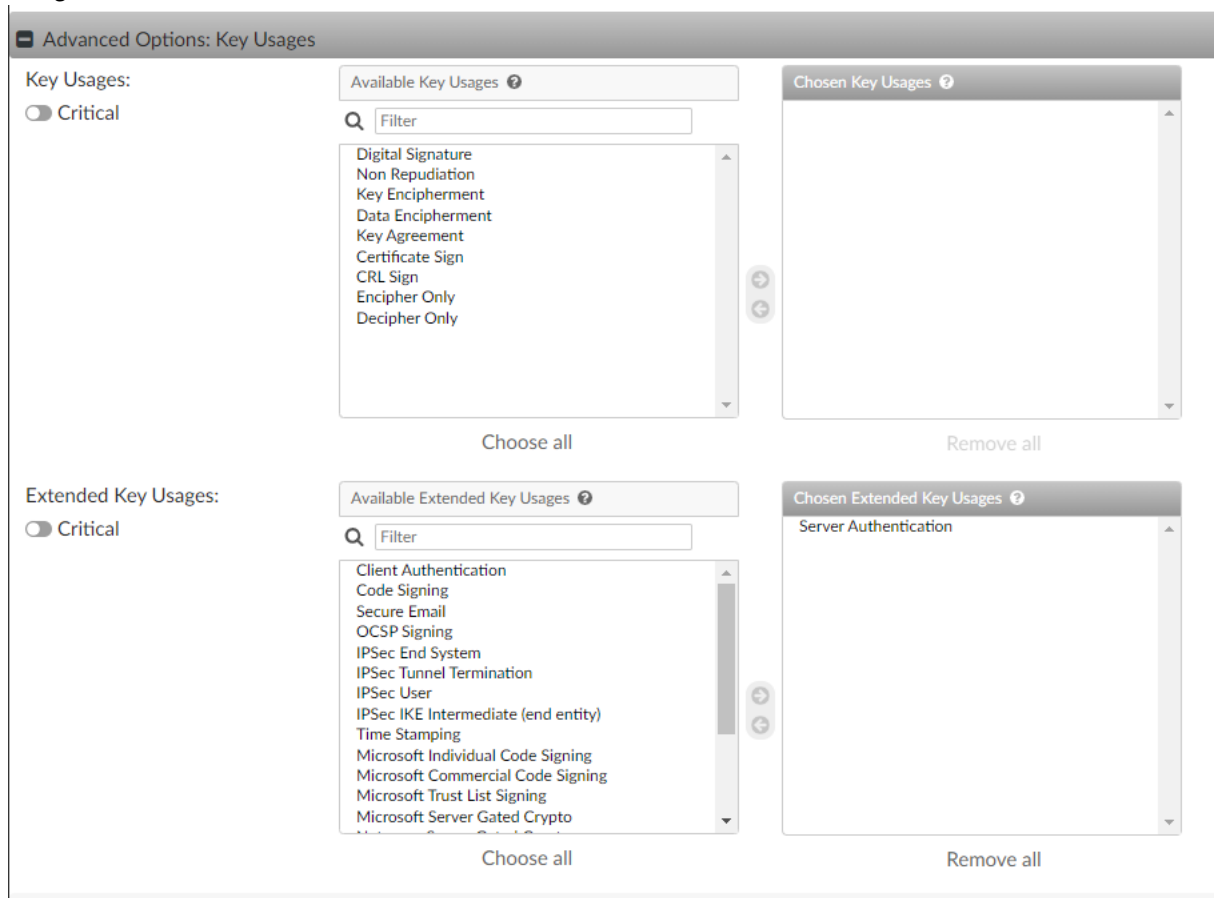 Advanced Options: Key Usages
Key Usages:
Critical
Available Key Usages
Filter
Digital Signature
Non Repudiation
Key Encipherment
Data Encipherment
Key Agreement
Certificate Sign
CRL Sign
Encipher Only
Decipher Only
Choose all
Chosen Key Usages
Remove all
Extended Key Usages:
Critical
Available Extended Key Usages
Filter
Client Authentication
Code Signing
Secure Email
OCSP Signing
IPSec End System
IPSec Tunnel Termination
IPSec User
IPSec IKE Intermediate (end entity)
Time Stamping
Microsoft Individual Code Signing
Microsoft Commercial Code Signing
Microsoft Trust List Signing
Microsoft Server Gated Crypto
Choose all
Chosen Extended Key Usages
Server Authentication
Remove all